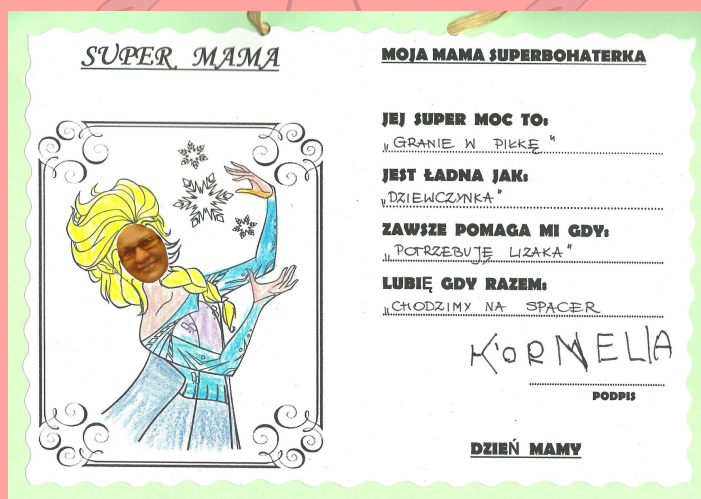 SUPER MAMA
MOJA MAMA SUPERBOHATERKA
JEJ SUPER MOC TO:
„GRANIE W PIŁKĘ"
JEST ŁADNA JAK:
„DZIEWCZYNKA"
ZAWSZE POMAGA MI GDY:
„POTRZEBUJĘ LIZAKA"
LUBIĘ GDY RAZEM:
„CHODZIMY NA SPACER
KORNELIA
PODPIS
DZIEŃ MAMY